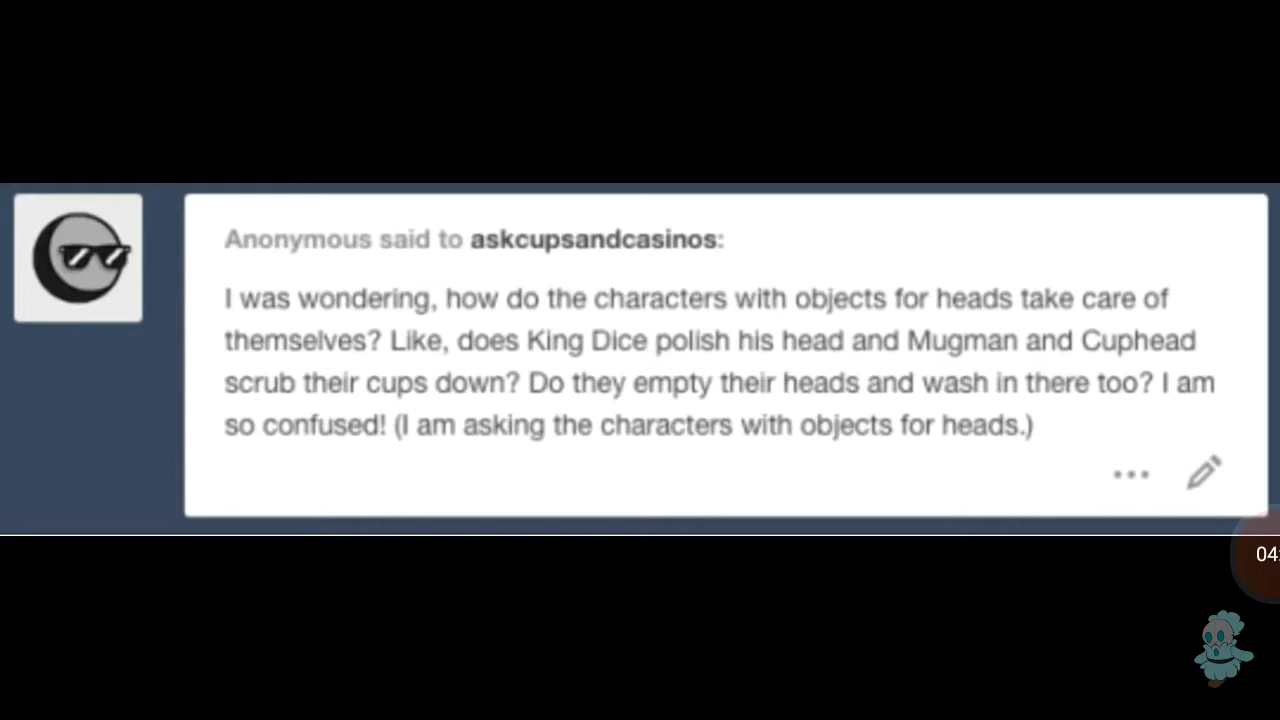 Anonymous said to askcupsandcasinos:
I was wondering, how do the characters with objects for heads take care of
themselves? Like, does King Dice polish his head and Mugman and Cuphead
scrub their cups down? Do they empty their heads and wash in there too? I am
so confused! (I am asking the characters with objects for heads.)
04: